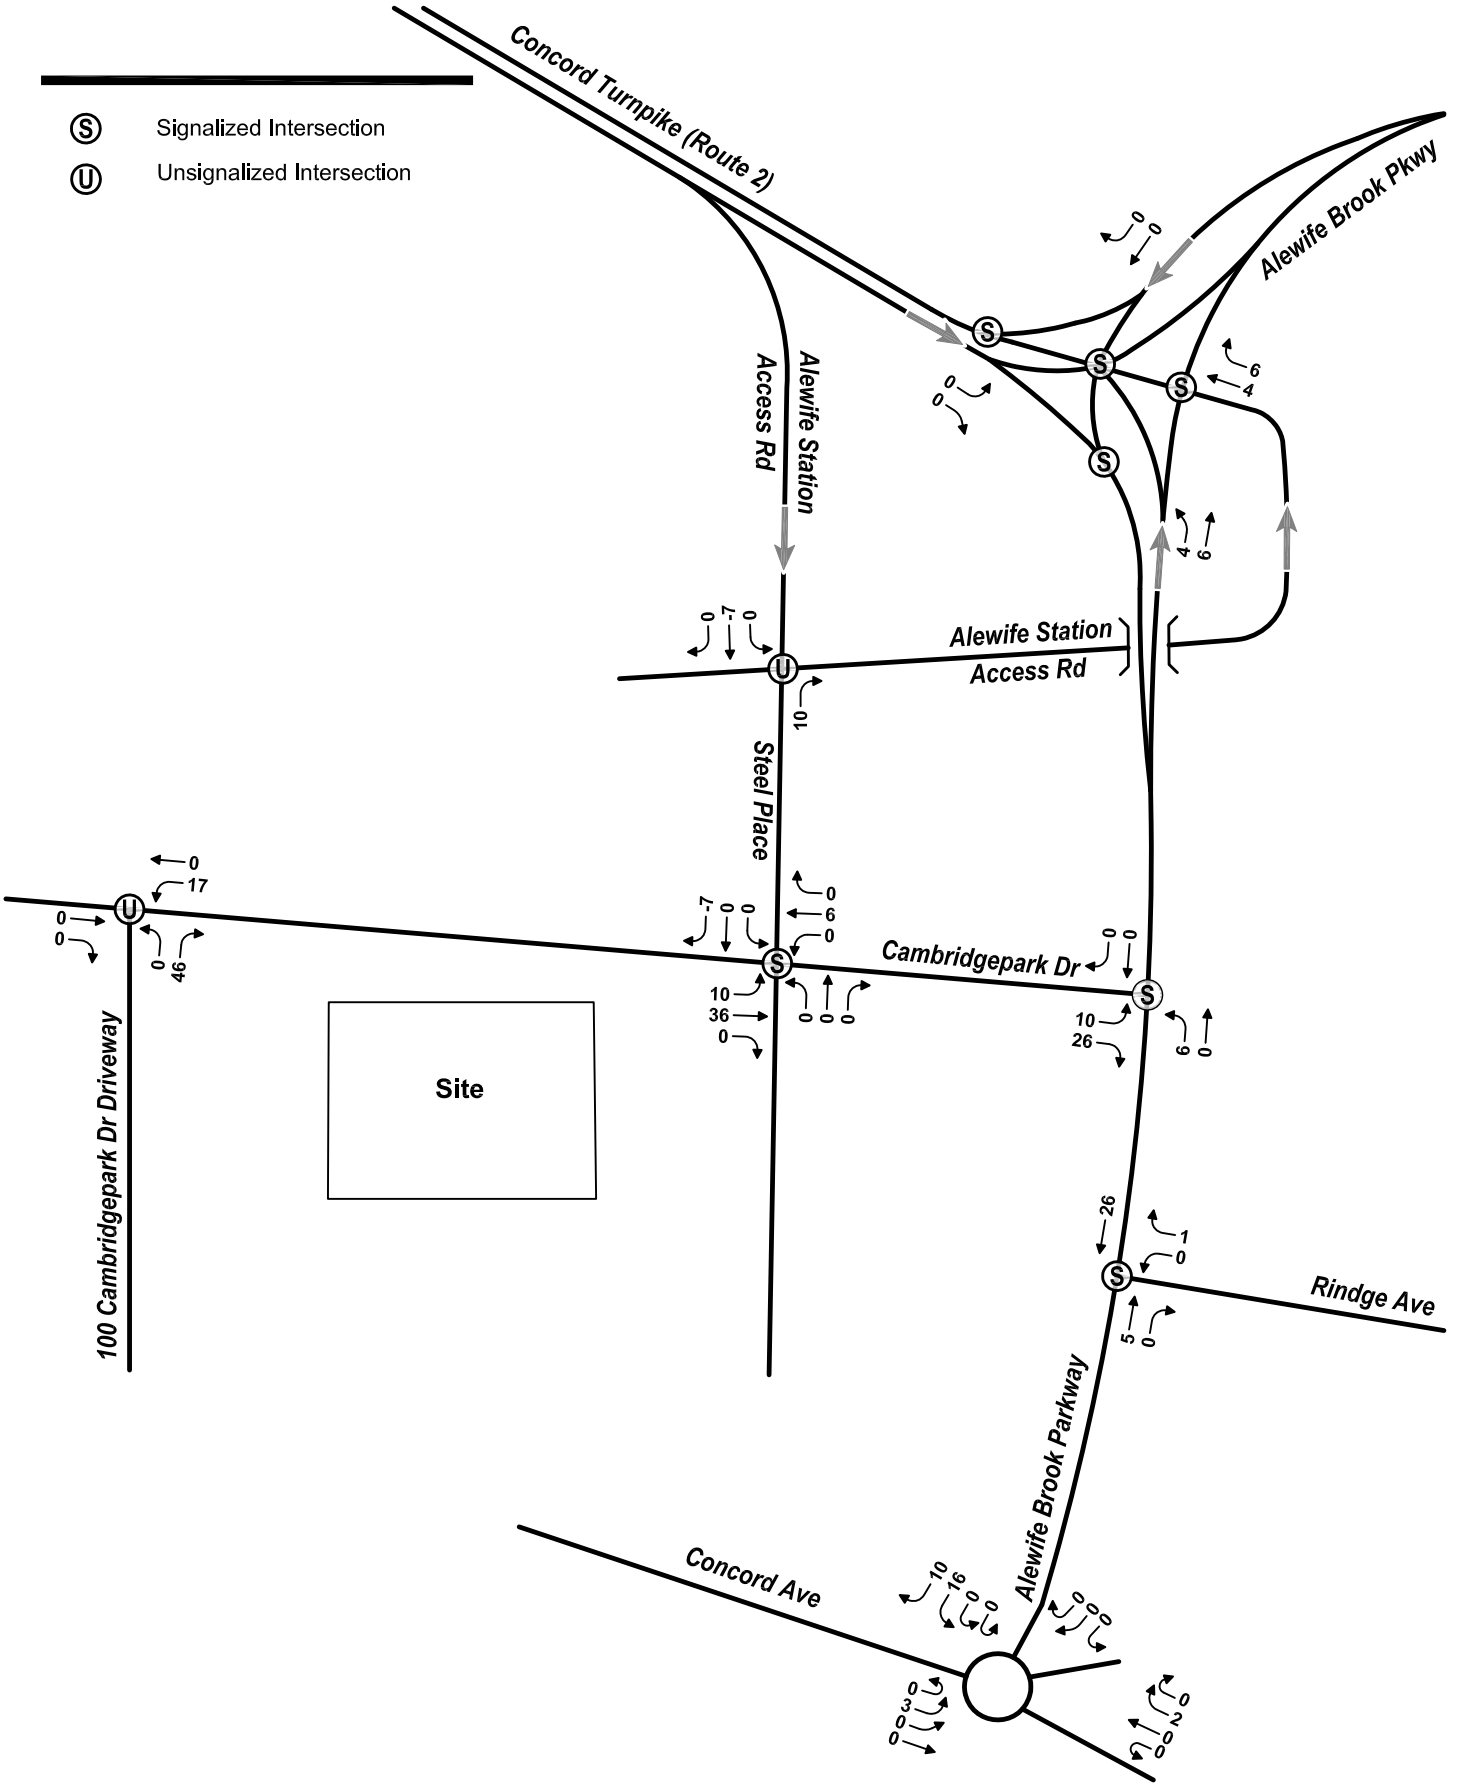 Concord Turnpike (Route 2)
S Signalized Intersection
U Unsignalized Intersection
Alewife Brook Pkwy
0
0
S
S
S
6
4
0
0
S
Alewife Station
Access Rd
4
6
0
-7
0
U
10
Alewife Station
Access Rd
Steel Place
0
17
U
0
0
0
46
-7
0
0
0
6
0
S
Cambridgepark Dr
0
0
S
10
36
0
0
0
0
10
26
6
0
Site
100 Cambridgepark Dr Driveway
26
1
0
S
Rindge Ave
5
0
Alewife Brook Parkway
Concord Ave
10
16
0
0
0
0
0
0
3
0
0
0
2
0
0